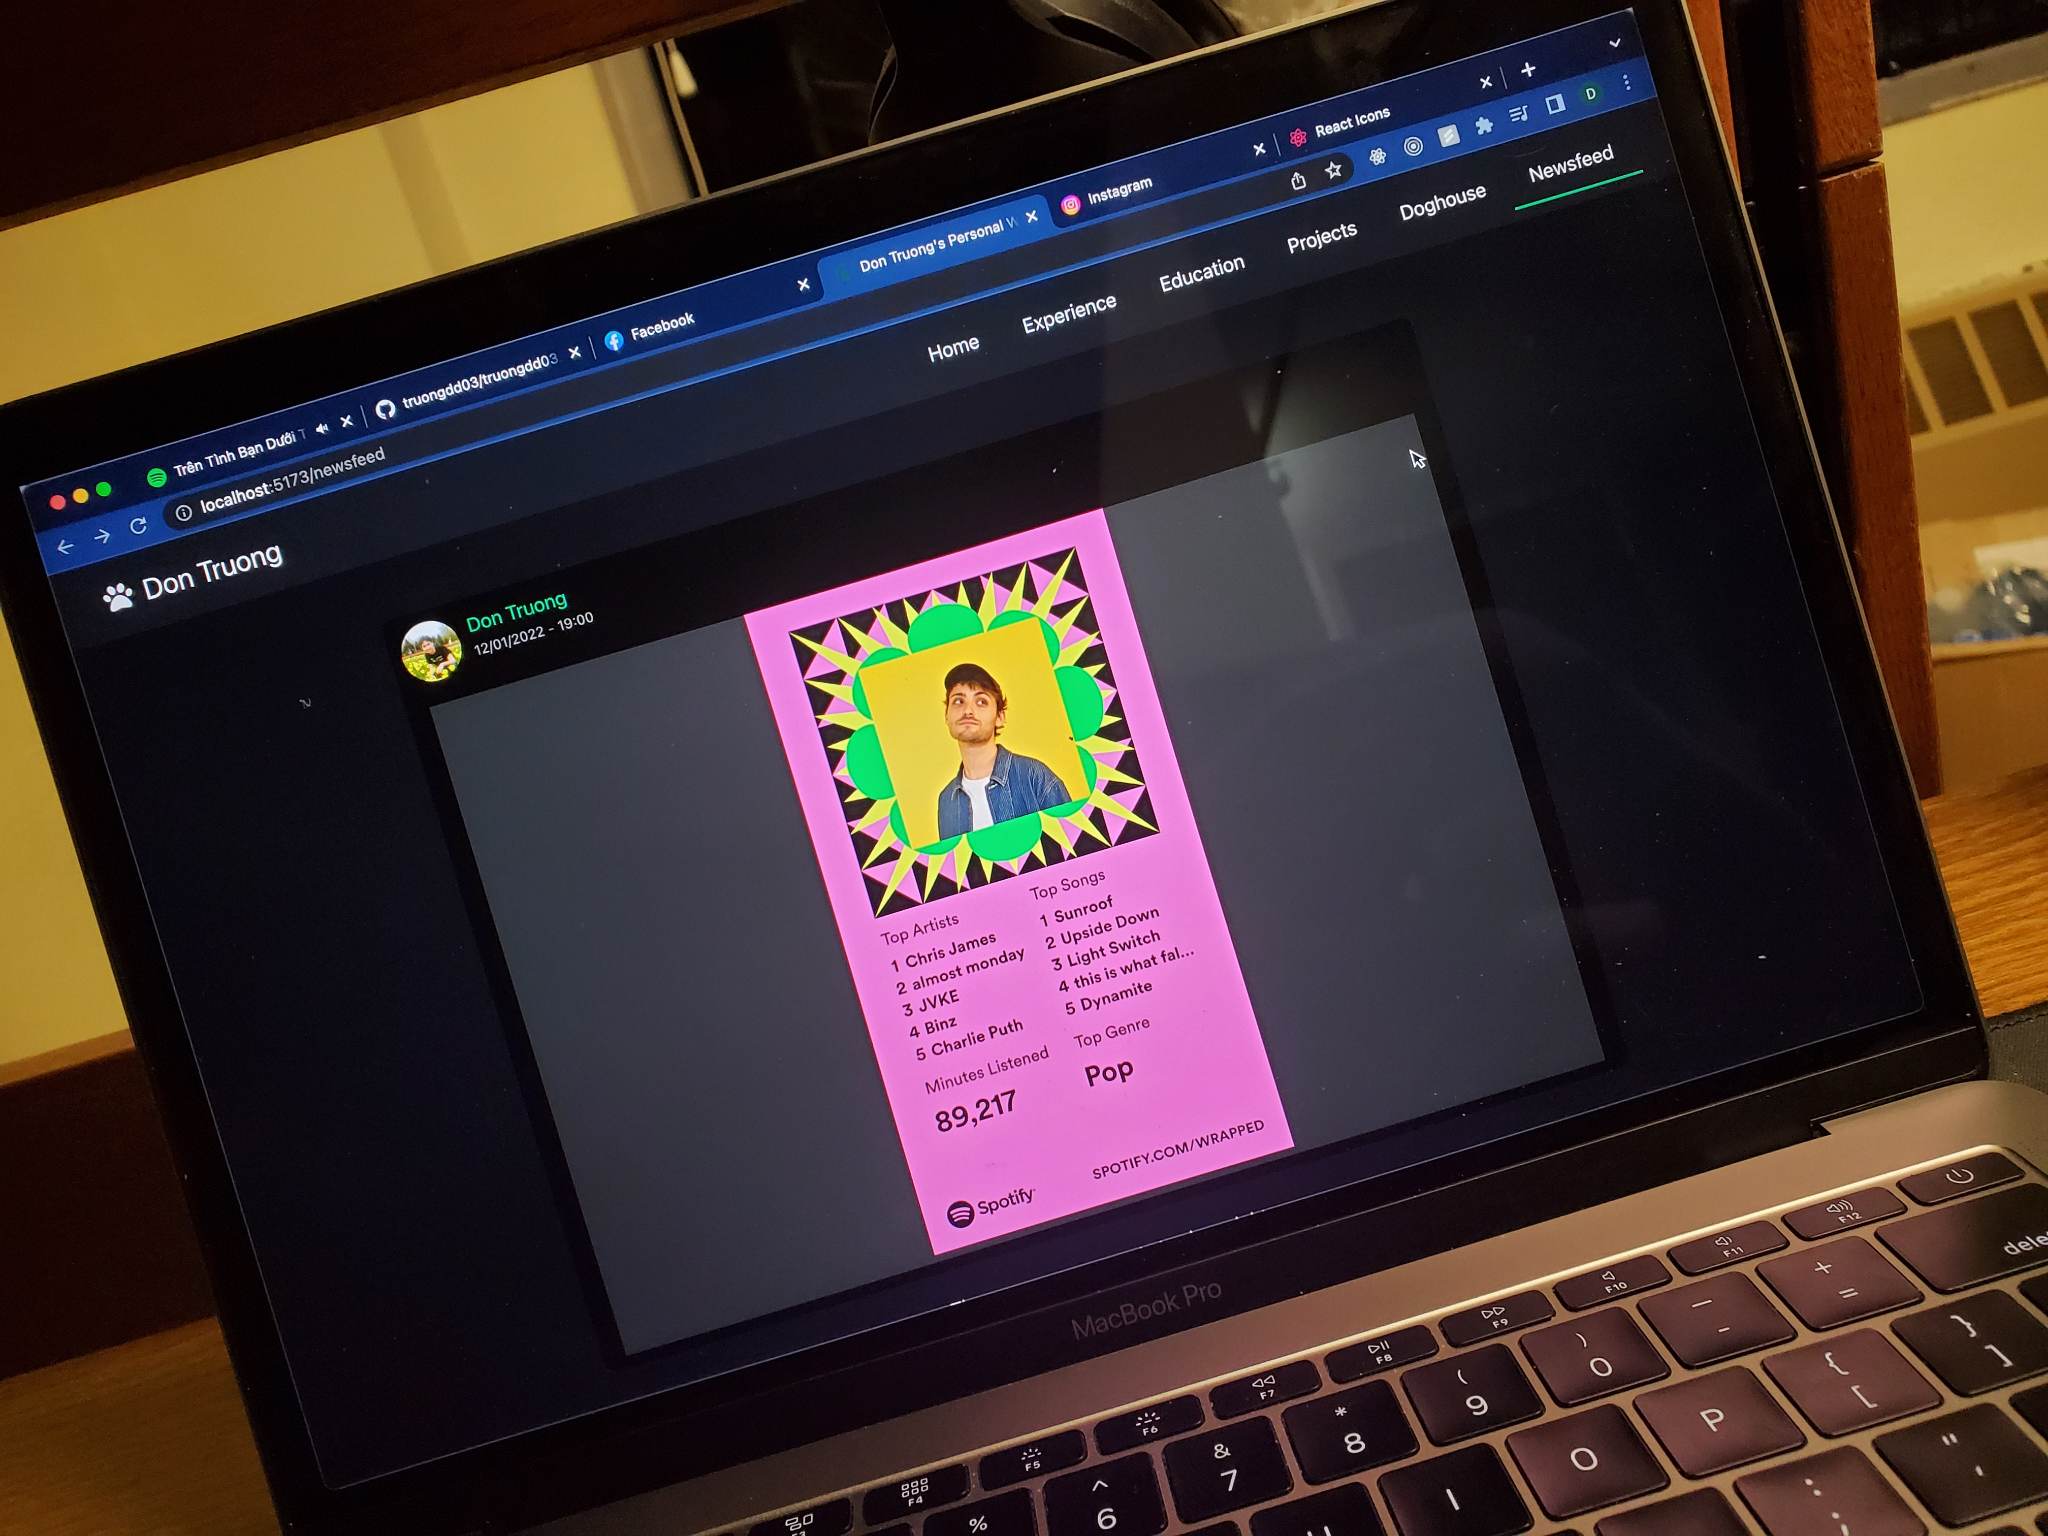 Trên Tình Bạn Dưới T
truongdd03/truongdd03
Facebook
Don Truong's Personal W
Instagram
React Icons
localhost:5173/newsfeed
D
Don Truong
Home
Experience
Education
Projects
Doghouse
Newsfeed
Don Truong
12/01/2022 - 19:00
Top Artists
1 Chris James
2 almost monday
3 JVKE
4 Binz
5 Charlie Puth
Top Songs
1 Sunroof
2 Upside Down
3 Light Switch
4 this is what fal...
5 Dynamite
Minutes Listened
89,217
Top Genre
Pop
Spotify
SPOTIFY.COM/WRAPPED
MacBook Pro
F3
F4
F5
F6
F7
F8
F9
F10
F11
F12
%
^
6
&
7
*
8
(
9
)
0
_
-
+
=
delete
U
I
O
P
{
[
}
]
:
;
"
'